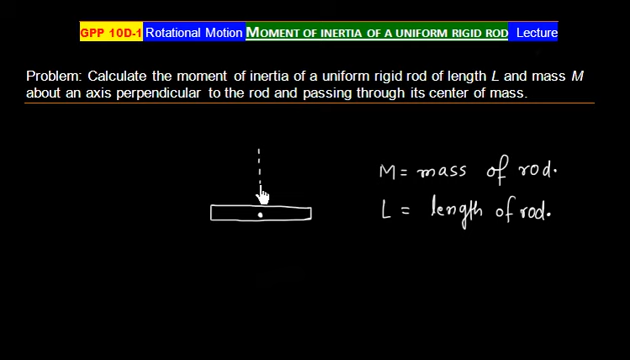 GPP 10D-1 Rotational Motion MOMENT OF INERTIA OF A UNIFORM RIGID ROD Lecture
Problem: Calculate the moment of inertia of a uniform rigid rod of length L and mass M
about an axis perpendicular to the rod and passing through its center of mass.
M = mass of rod.
L = length of rod.